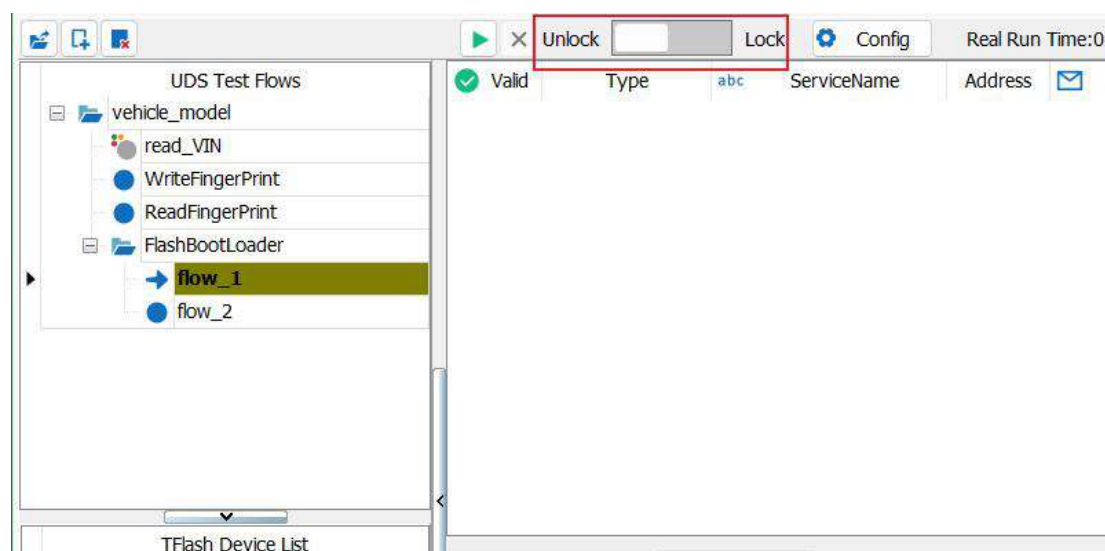 Unlock Lock Config Real Run Time:0
UDS Test Flows
Valid Type abc ServiceName Address
vehicle_model
read_VIN
WriteFingerPrint
ReadFingerPrint
FlashBootLoader
flow_1
flow_2
TFlash Device List